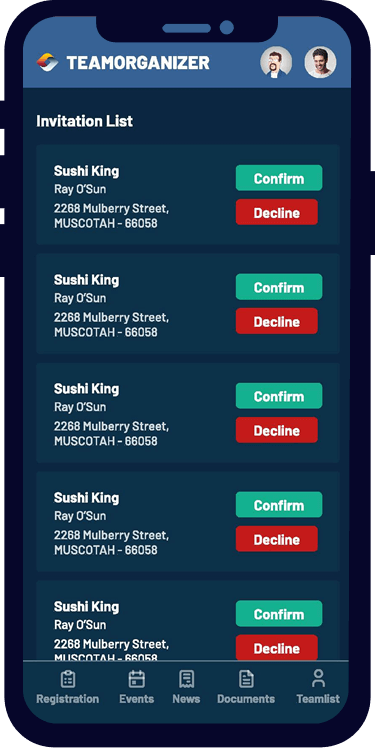 TEAMORGANIZER
Invitation List
Sushi King
Ray O'Sun
2268 Mulberry Street,
MUSCOTAH - 66058
Confirm
Decline
Sushi King
Ray O'Sun
2268 Mulberry Street,
MUSCOTAH - 66058
Confirm
Decline
Sushi King
Ray O'Sun
2268 Mulberry Street,
MUSCOTAH - 66058
Confirm
Decline
Sushi King
Ray O'Sun
2268 Mulberry Street,
MUSCOTAH - 66058
Confirm
Decline
Sushi King
Ray O'Sun
2268 Mulberry Street,
MUSCOTAH - 66058
Confirm
Decline
Registration Events News Documents Teamlist